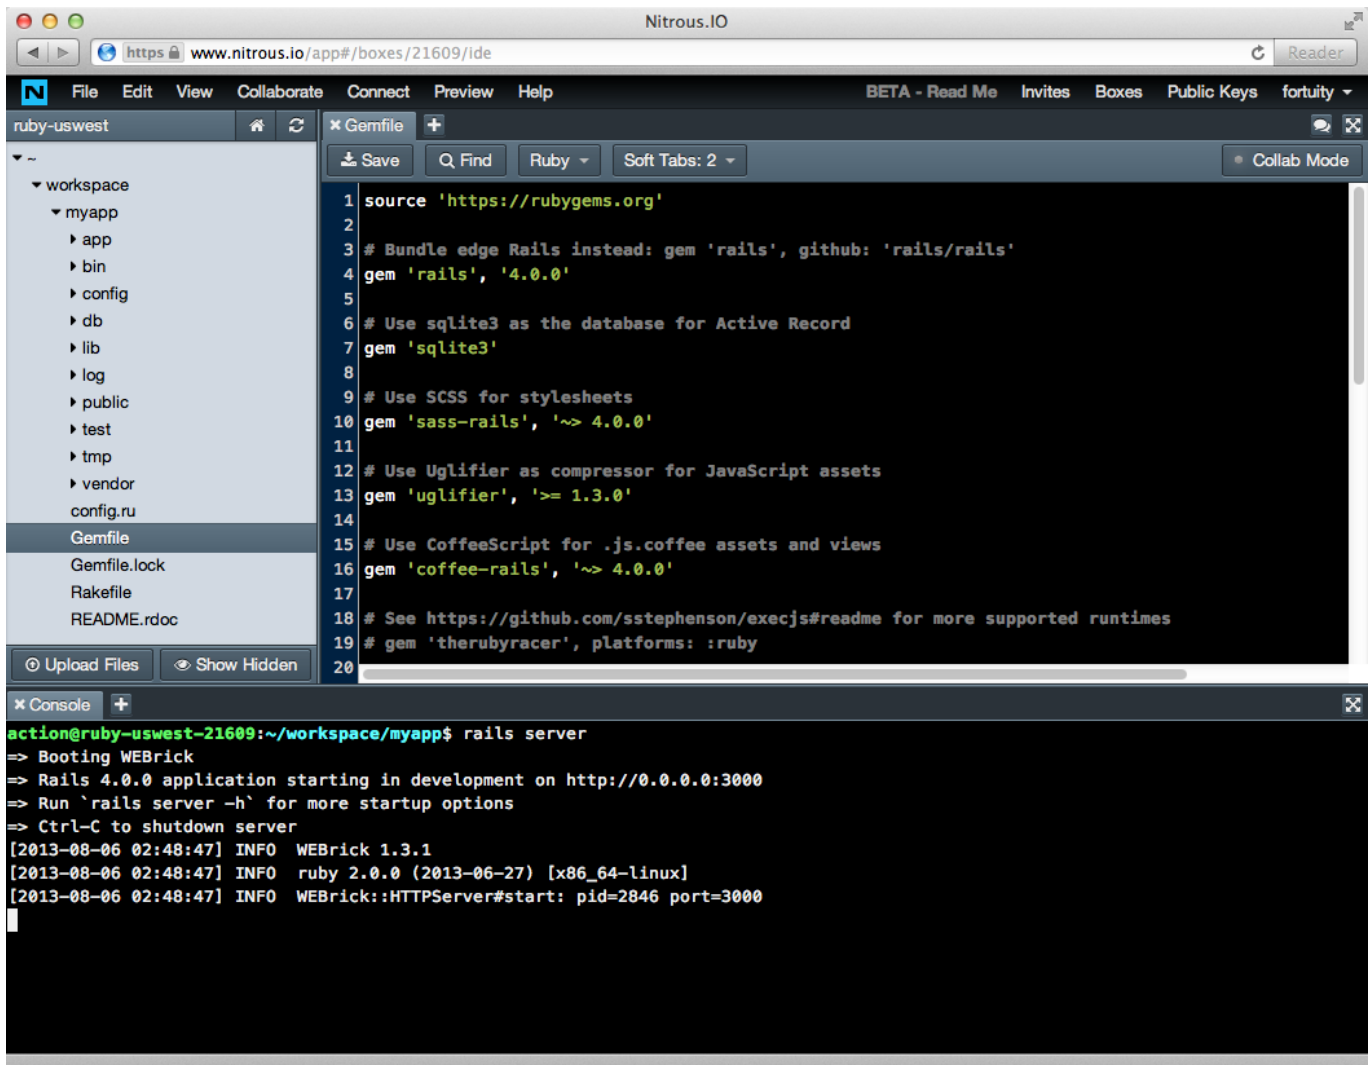 Nitrous.IO
https www.nitrous.io/app#/boxes/21609/ide Reader
N File Edit View Collaborate Connect Preview Help BETA - Read Me Invites Boxes Public Keys fortuity
ruby-uswest
× Gemfile +
Save Find Ruby Soft Tabs: 2 Collab Mode
~
workspace
myapp
app
bin
config
db
lib
log
public
test
tmp
vendor
config.ru
Gemfile
Gemfile.lock
Rakefile
README.rdoc
Upload Files Show Hidden
1 source 'https://rubygems.org'
2
3 # Bundle edge Rails instead: gem 'rails', github: 'rails/rails'
4 gem 'rails', '4.0.0'
5
6 # Use sqlite3 as the database for Active Record
7 gem 'sqlite3'
8
9 # Use SCSS for stylesheets
10 gem 'sass-rails', '~> 4.0.0'
11
12 # Use Uglifier as compressor for JavaScript assets
13 gem 'uglifier', '>= 1.3.0'
14
15 # Use CoffeeScript for .js.coffee assets and views
16 gem 'coffee-rails', '~> 4.0.0'
17
18 # See https://github.com/sstephenson/execjs#readme for more supported runtimes
19 # gem 'therubyracer', platforms: :ruby
20
× Console +
action@ruby-uswest-21609:~/workspace/myapp$ rails server
=> Booting WEBrick
=> Rails 4.0.0 application starting in development on http://0.0.0.0:3000
=> Run `rails server -h` for more startup options
=> Ctrl-C to shutdown server
[2013-08-06 02:48:47] INFO  WEBrick 1.3.1
[2013-08-06 02:48:47] INFO  ruby 2.0.0 (2013-06-27) [x86_64-linux]
[2013-08-06 02:48:47] INFO  WEBrick::HTTPServer#start: pid=2846 port=3000